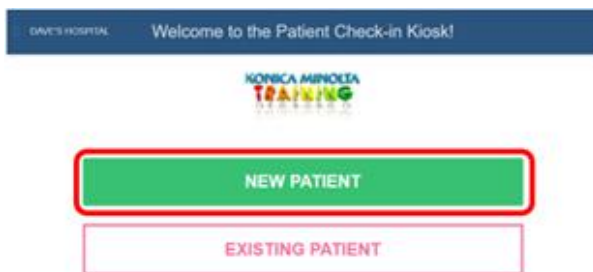 DAVE'S HOSPITAL Welcome to the Patient Check-in Kiosk!
KONICA MINOLTA
TRAINING
NEW PATIENT
EXISTING PATIENT